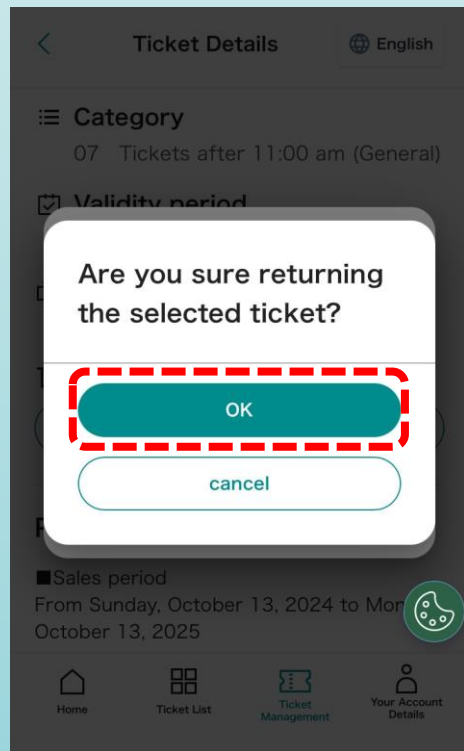 Ticket Details
English
Category
07 Tickets after 11:00 am (General)
Validity period
Are you sure returning
the selected ticket?
OK
cancel
■Sales period
From Sunday, October 13, 2024 to Mon
October 13, 2025
Home
Ticket List
Ticket
Management
Your Account
Details